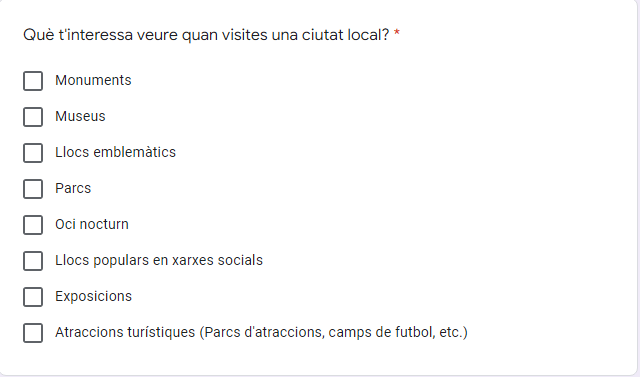 Què t'interessa veure quan visites una ciutat local? *
Monuments
Museus
Llocs emblemàtics
Parcs
Oci nocturn
Llocs populars en xarxes socials
Exposicions
Atraccions turístiques (Parcs d'atraccions, camps de futbol, etc.)